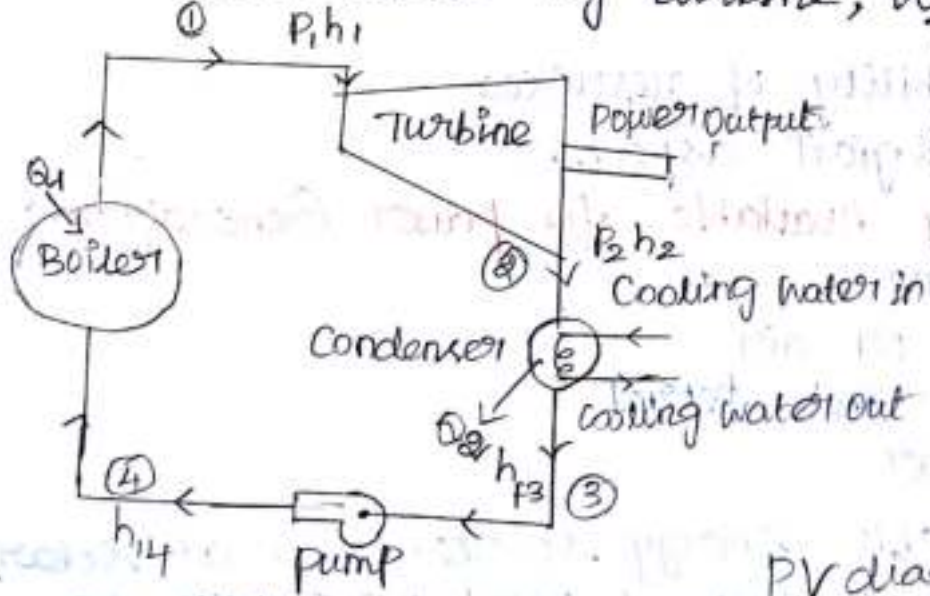 ① P₁h₁
Turbine
Power Output
Q₁
Boiler
② P₂h₂
Cooling water in
Condenser
Cooling water out
Q₂
h_f3 ③
④
h_f4
Pump
PV dia